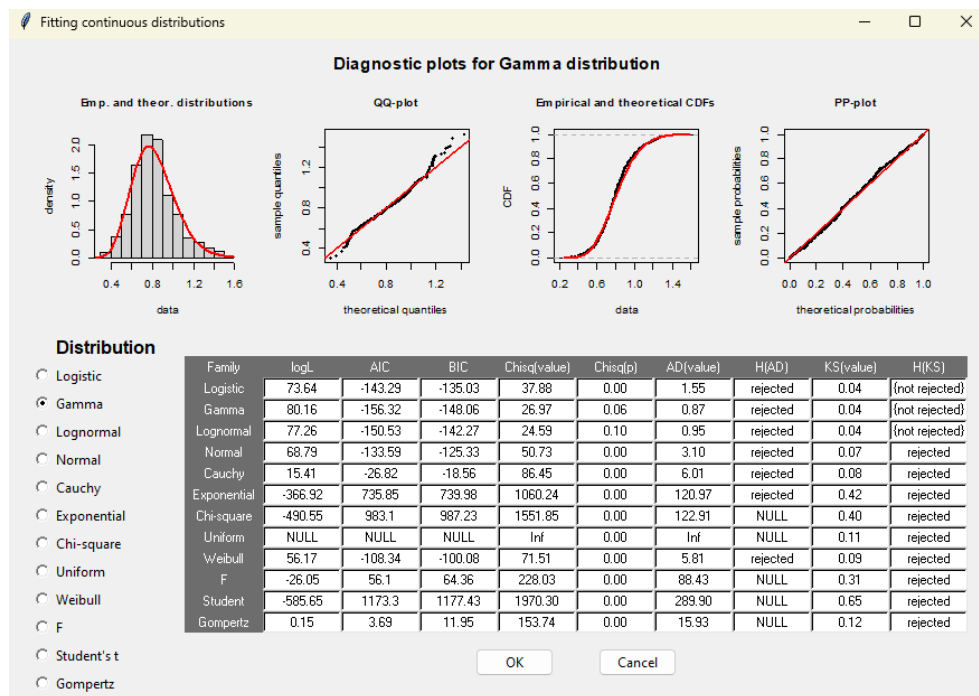 Fitting continuous distributions
Diagnostic plots for Gamma distribution
Emp. and theor. distributions
QQ-plot
Empirical and theoretical CDFs
PP-plot
density
0.0 0.5 1.0 1.5 2.0
0.4 0.8 1.2 1.6
data
sample quantiles
0.4 0.8 1.2
0.4 0.8 1.2
theoretical quantiles
CDF
0.0 0.2 0.4 0.6 0.8 1.0
0.2 0.6 1.0 1.4
data
sample probabilities
0.0 0.2 0.4 0.6 0.8 1.0
0.0 0.2 0.4 0.6 0.8 1.0
theoretical probabilities
Distribution
Logistic
Gamma
Lognormal
Normal
Cauchy
Exponential
Chi-square
Uniform
Weibull
F
Student's t
Gompertz
Family logL AIC BIC Chisq(value) Chisq(p) AD(value) H(AD) KS(value) H(KS)
Logistic 73.64 -143.29 -135.03 37.88 0.00 1.55 rejected 0.04 {not rejected}
Gamma 80.16 -156.32 -148.06 26.97 0.06 0.87 rejected 0.04 {not rejected}
Lognormal 77.26 -150.53 -142.27 24.59 0.10 0.95 rejected 0.04 {not rejected}
Normal 68.79 -133.59 -125.33 50.73 0.00 3.10 rejected 0.07 rejected
Cauchy 15.41 -26.82 -18.56 86.45 0.00 6.01 rejected 0.08 rejected
Exponential -366.92 735.85 739.98 1060.24 0.00 120.97 rejected 0.42 rejected
Chi-square -490.55 983.1 987.23 1551.85 0.00 122.91 NULL 0.40 rejected
Uniform NULL NULL NULL Inf 0.00 Inf NULL 0.11 rejected
Weibull 56.17 -108.34 -100.08 71.51 0.00 5.81 rejected 0.09 rejected
F -26.05 56.1 64.36 228.03 0.00 88.43 NULL 0.31 rejected
Student -585.65 1173.3 1177.43 1970.30 0.00 289.90 NULL 0.65 rejected
Gompertz 0.15 3.69 11.95 153.74 0.00 15.93 NULL 0.12 rejected
OK
Cancel